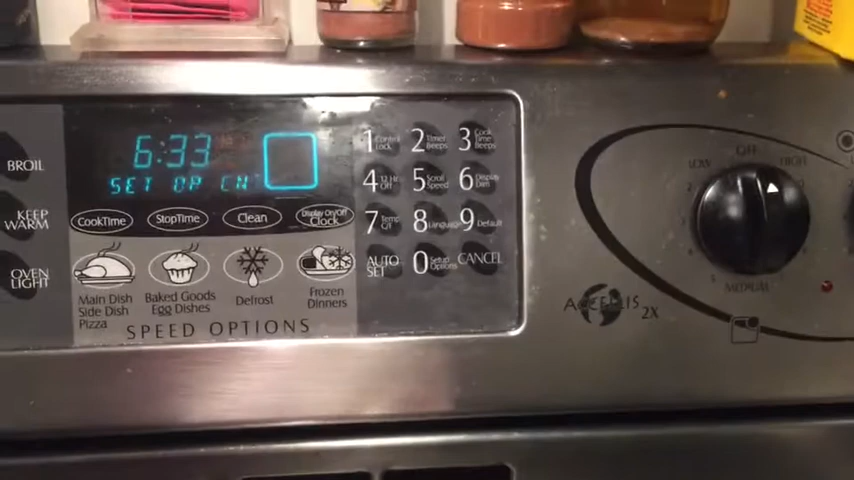 6:33
SET OR CN
BROIL
KEEP
WARM
OVEN
LIGHT
CookTime
StopTime
Clean
Display On/Off
Clock
Main Dish
Side Dish
Pizza
Baked Goods
Egg Dishes
Defrost
Frozen
Dinners
SPEED OPTIONS
1 Control Lock
2 Timer Beeps
3 Cook Time Beeps
4 12 Hr Off
5 Scroll Speed
6 Display Dim
7 Temp
8 Language
9 Default
AUTO
SET
0 Setup Options
CANCEL
OFF
LOW
HIGH
MEDIUM
ACCELIS 2X